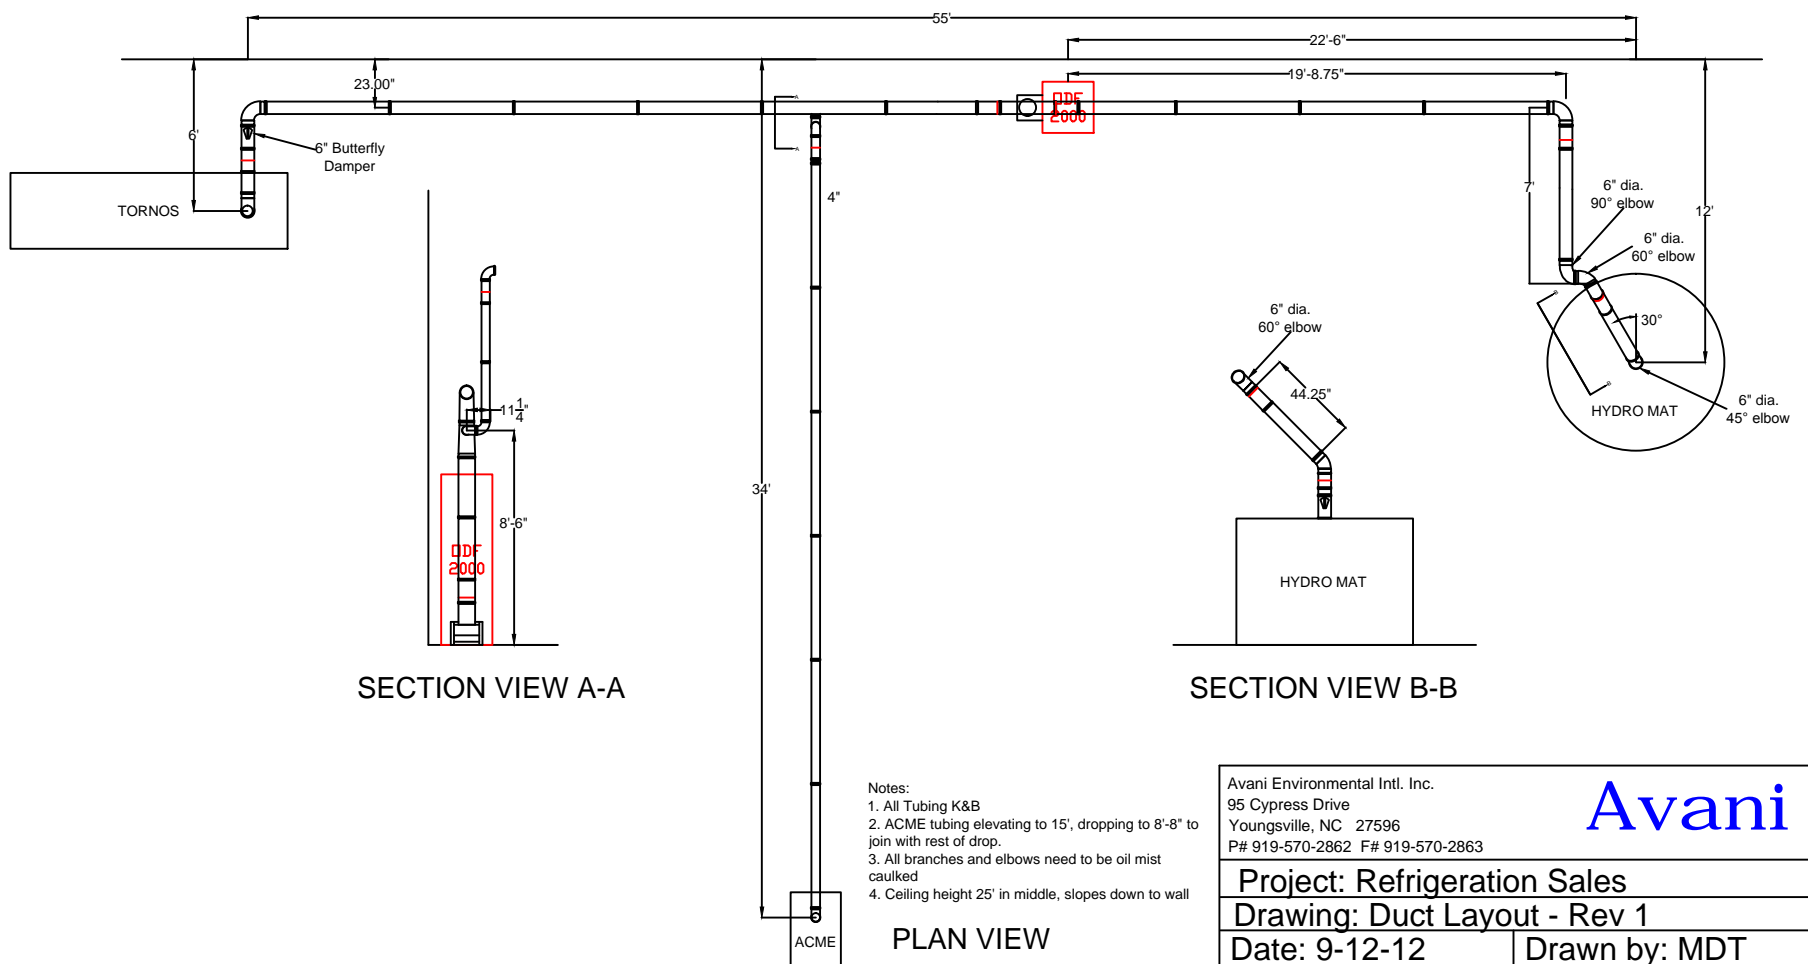 55'
22'-6"
19'-8.75"
23.00"
6'
6" Butterfly
Damper
TORNOS
A
A
4"
ODF
2000
7'
6" dia.
90° elbow
12'
6" dia.
60° elbow
B
30°
B
HYDRO MAT
6" dia.
45° elbow
34'
ACME
11 1/4"
8'-6"
ODF
2000
SECTION VIEW A-A
6" dia.
60° elbow
44.25"
HYDRO MAT
SECTION VIEW B-B
Notes:
1. All Tubing K&B
2. ACME tubing elevating to 15', dropping to 8'-8" to
join with rest of drop.
3. All branches and elbows need to be oil mist
caulked
4. Ceiling height 25' in middle, slopes down to wall
PLAN VIEW
Avani Environmental Intl. Inc.
95 Cypress Drive
Youngsville, NC 27596
P# 919-570-2862 F# 919-570-2863
Avani
Project: Refrigeration Sales
Drawing: Duct Layout - Rev 1
Date: 9-12-12
Drawn by: MDT